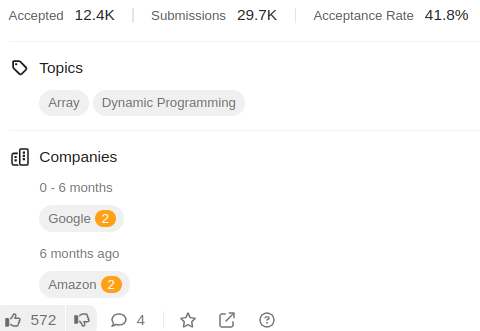 Accepted 12.4K Submissions 29.7K Acceptance Rate 41.8%
Topics
Array Dynamic Programming
Companies
0 - 6 months
Google 2
6 months ago
Amazon 2
572 4